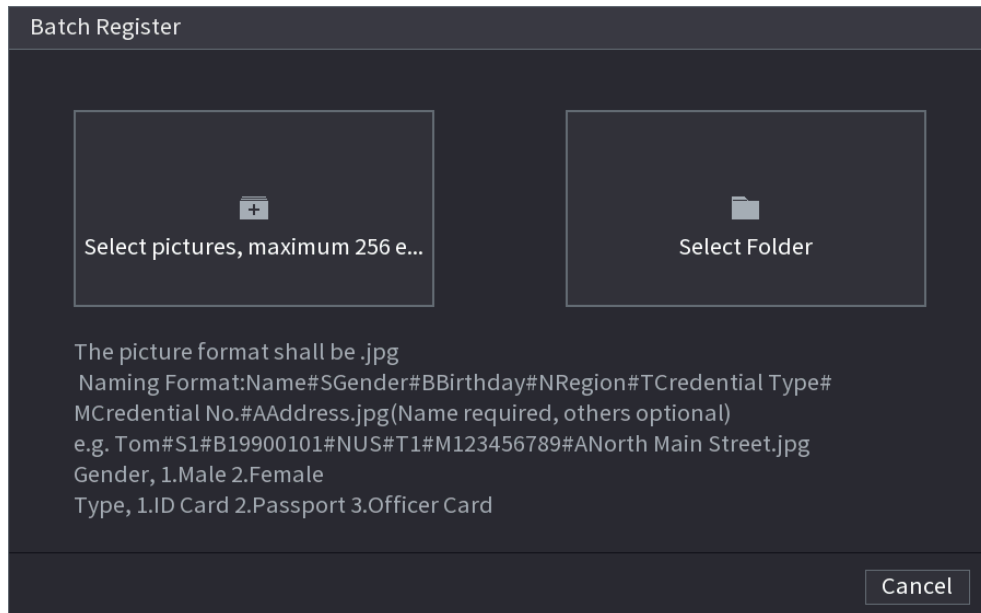 Batch Register
Select pictures, maximum 256 e...
Select Folder
The picture format shall be .jpg
Naming Format:Name#SGender#BBirthday#NRegion#TCredential Type#
MCredential No.#AAddress.jpg(Name required, others optional)
e.g. Tom#S1#B19900101#NUS#T1#M123456789#ANorth Main Street.jpg
Gender, 1.Male 2.Female
Type, 1.ID Card 2.Passport 3.Officer Card
Cancel